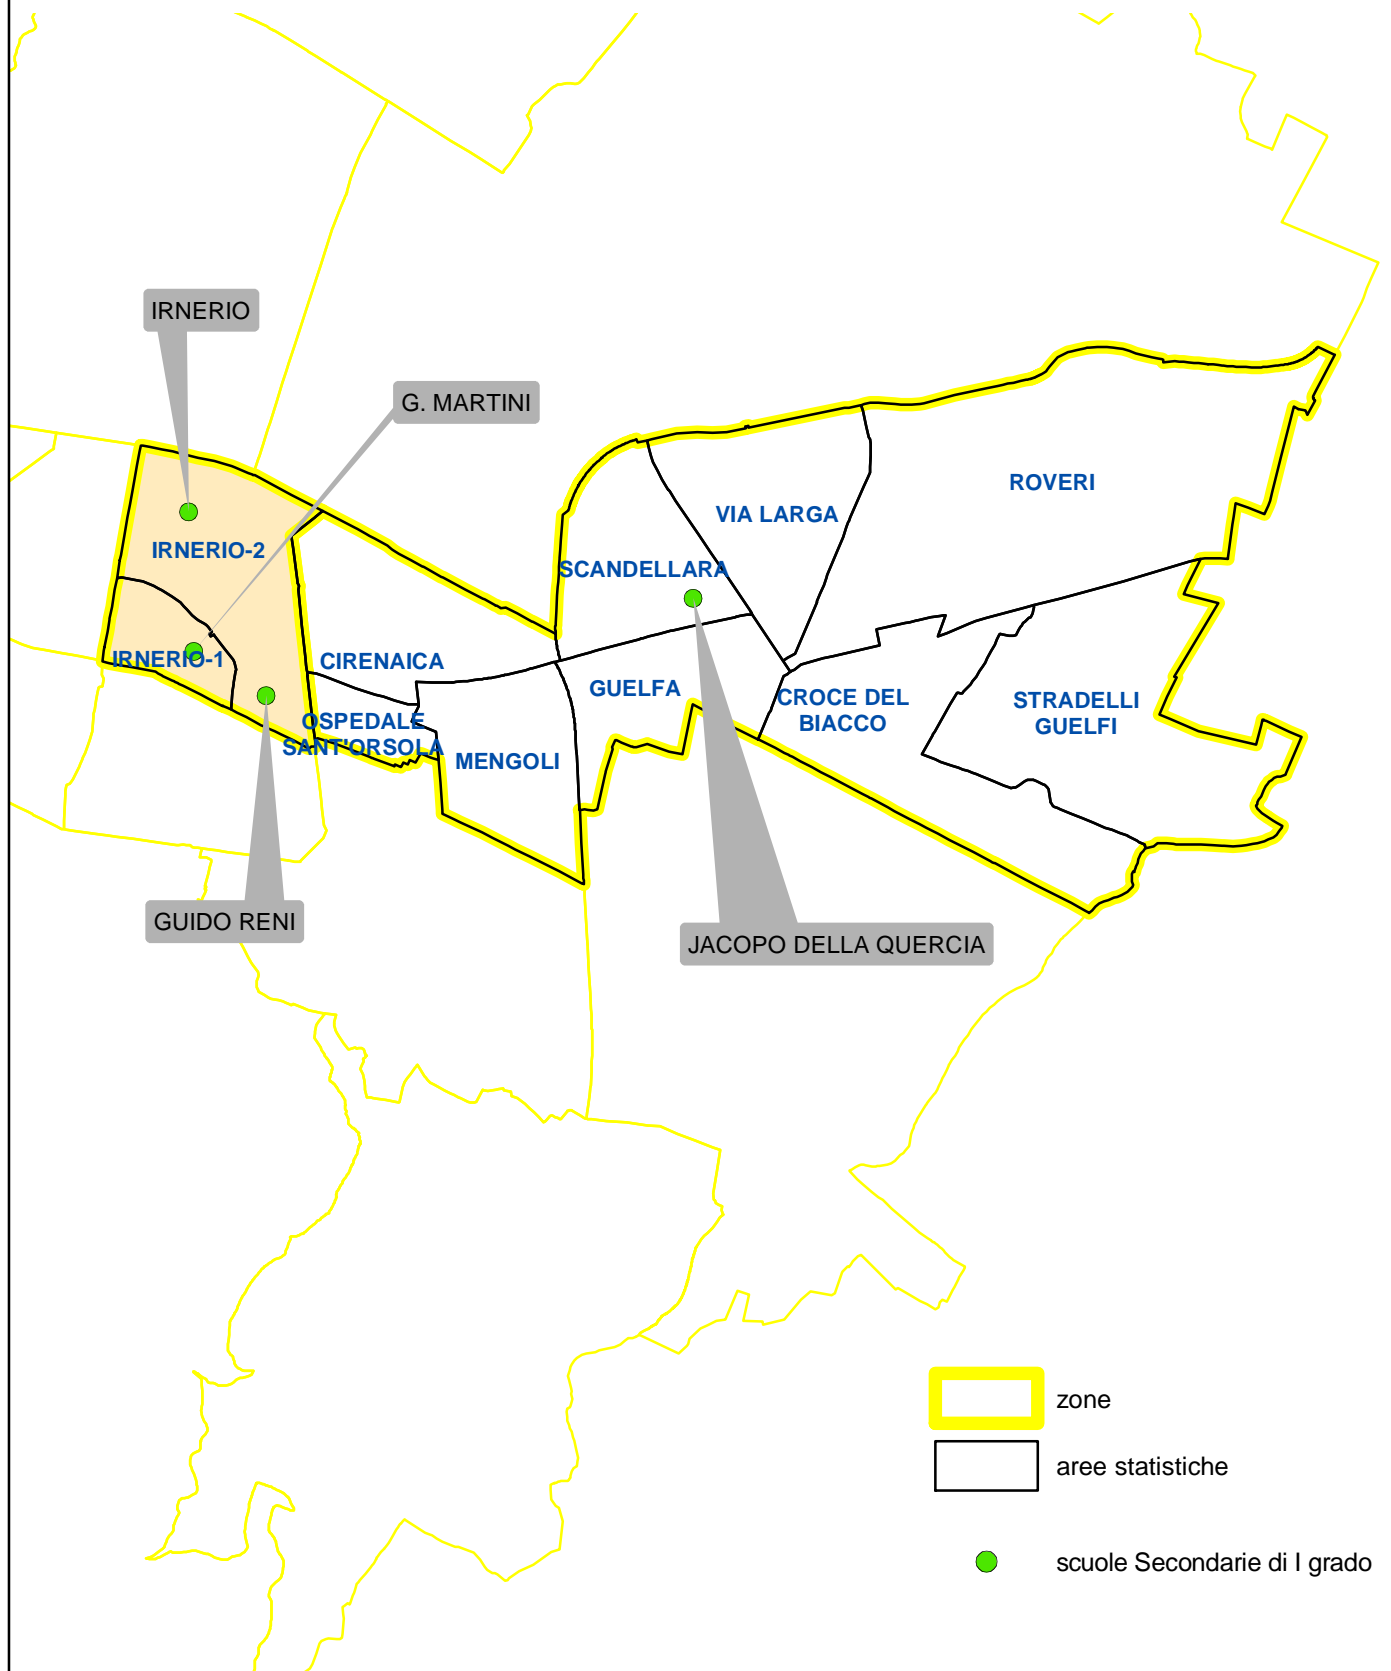 IRNERIO
G. MARTINI
ROVERI
VIA LARGA
IRNERIO-2
SCANDELLARA
IRNERIO-1
CIRENAICA
GUELFA
CROCE DEL
BIACCO
STRADELLI
GUELFI
OSPEDALE
SANT'ORSOLA
MENGOLI
GUIDO RENI
JACOPO DELLA QUERCIA
zone
aree statistiche
scuole Secondarie di I grado